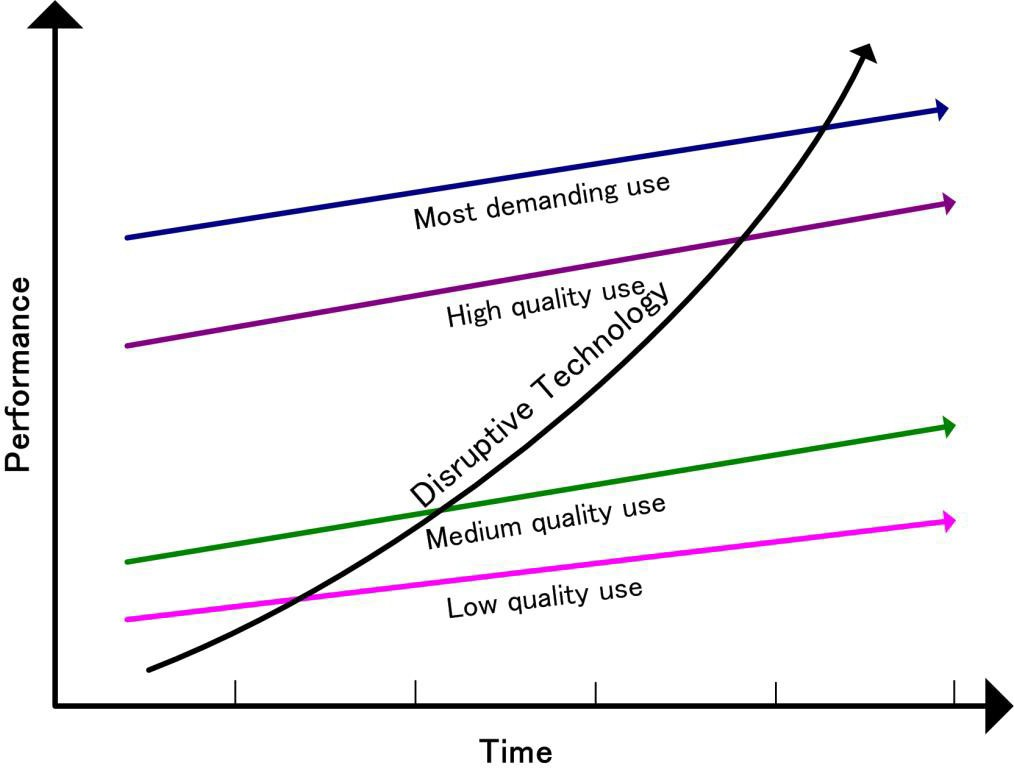 Most demanding use
High quality use
Disruptive Technology
Medium quality use
Low quality use
Performance
Time